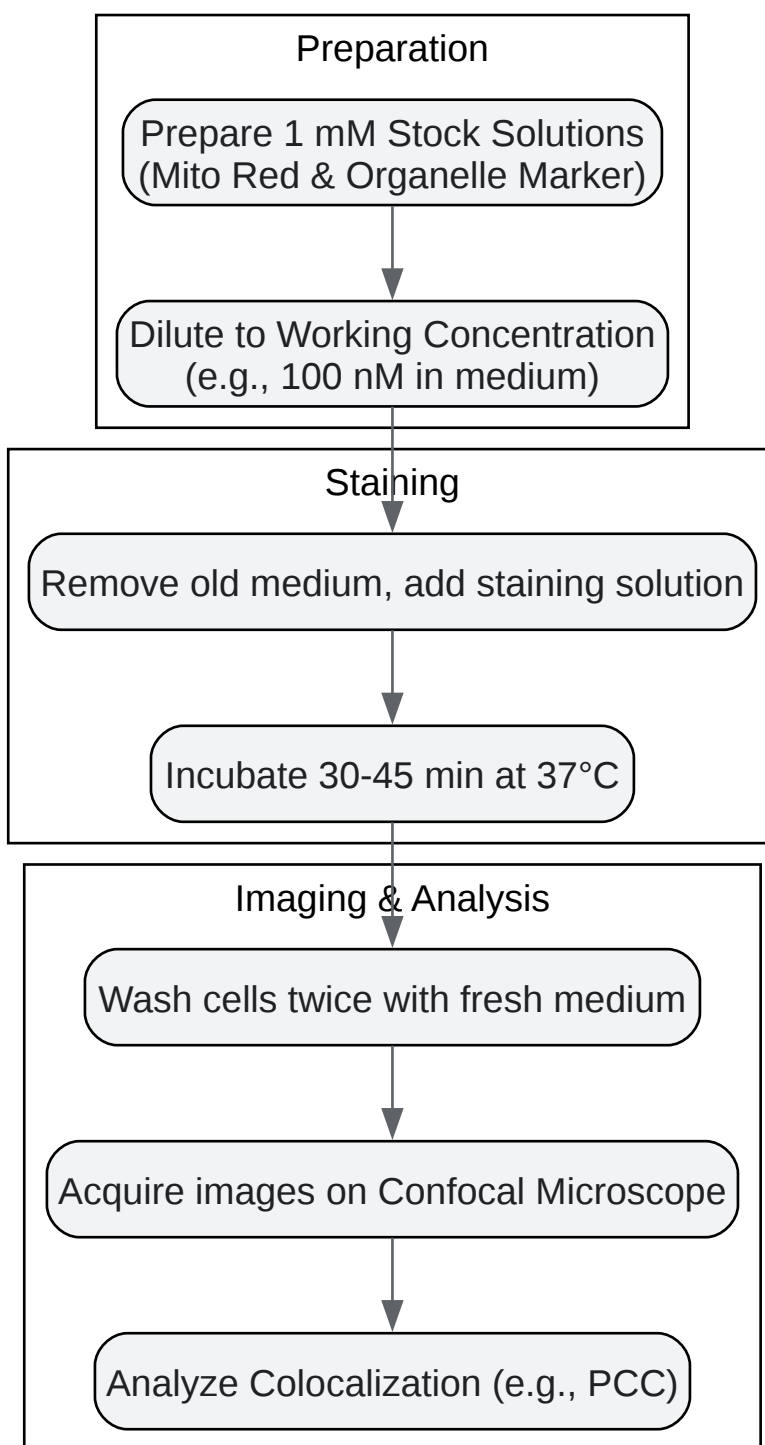 Preparation
Prepare 1 mM Stock Solutions
(Mito Red & Organelle Marker)
Dilute to Working Concentration
(e.g., 100 nM in medium)
Staining
Remove old medium, add staining solution
Incubate 30-45 min at 37°C
Imaging & Analysis
Wash cells twice with fresh medium
Acquire images on Confocal Microscope
Analyze Colocalization (e.g., PCC)